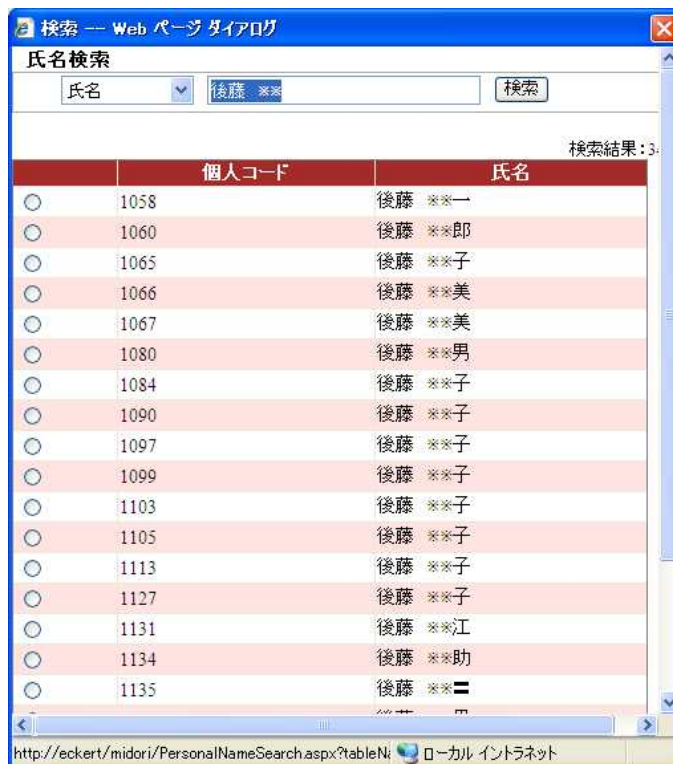 検索 -- Web ページ ダイアログ
氏名検索
氏名 後藤 ※※ 検索
検索結果:34
個人コード 氏名
1058 後藤 ※※一
1060 後藤 ※※郎
1065 後藤 ※※子
1066 後藤 ※※美
1067 後藤 ※※美
1080 後藤 ※※男
1084 後藤 ※※子
1090 後藤 ※※子
1097 後藤 ※※子
1099 後藤 ※※子
1103 後藤 ※※子
1105 後藤 ※※子
1113 後藤 ※※子
1127 後藤 ※※子
1131 後藤 ※※江
1134 後藤 ※※助
1135 後藤 ※※二
http://eckert/midori/PersonalNameSearch.aspx?tableNa ローカル イントラネット